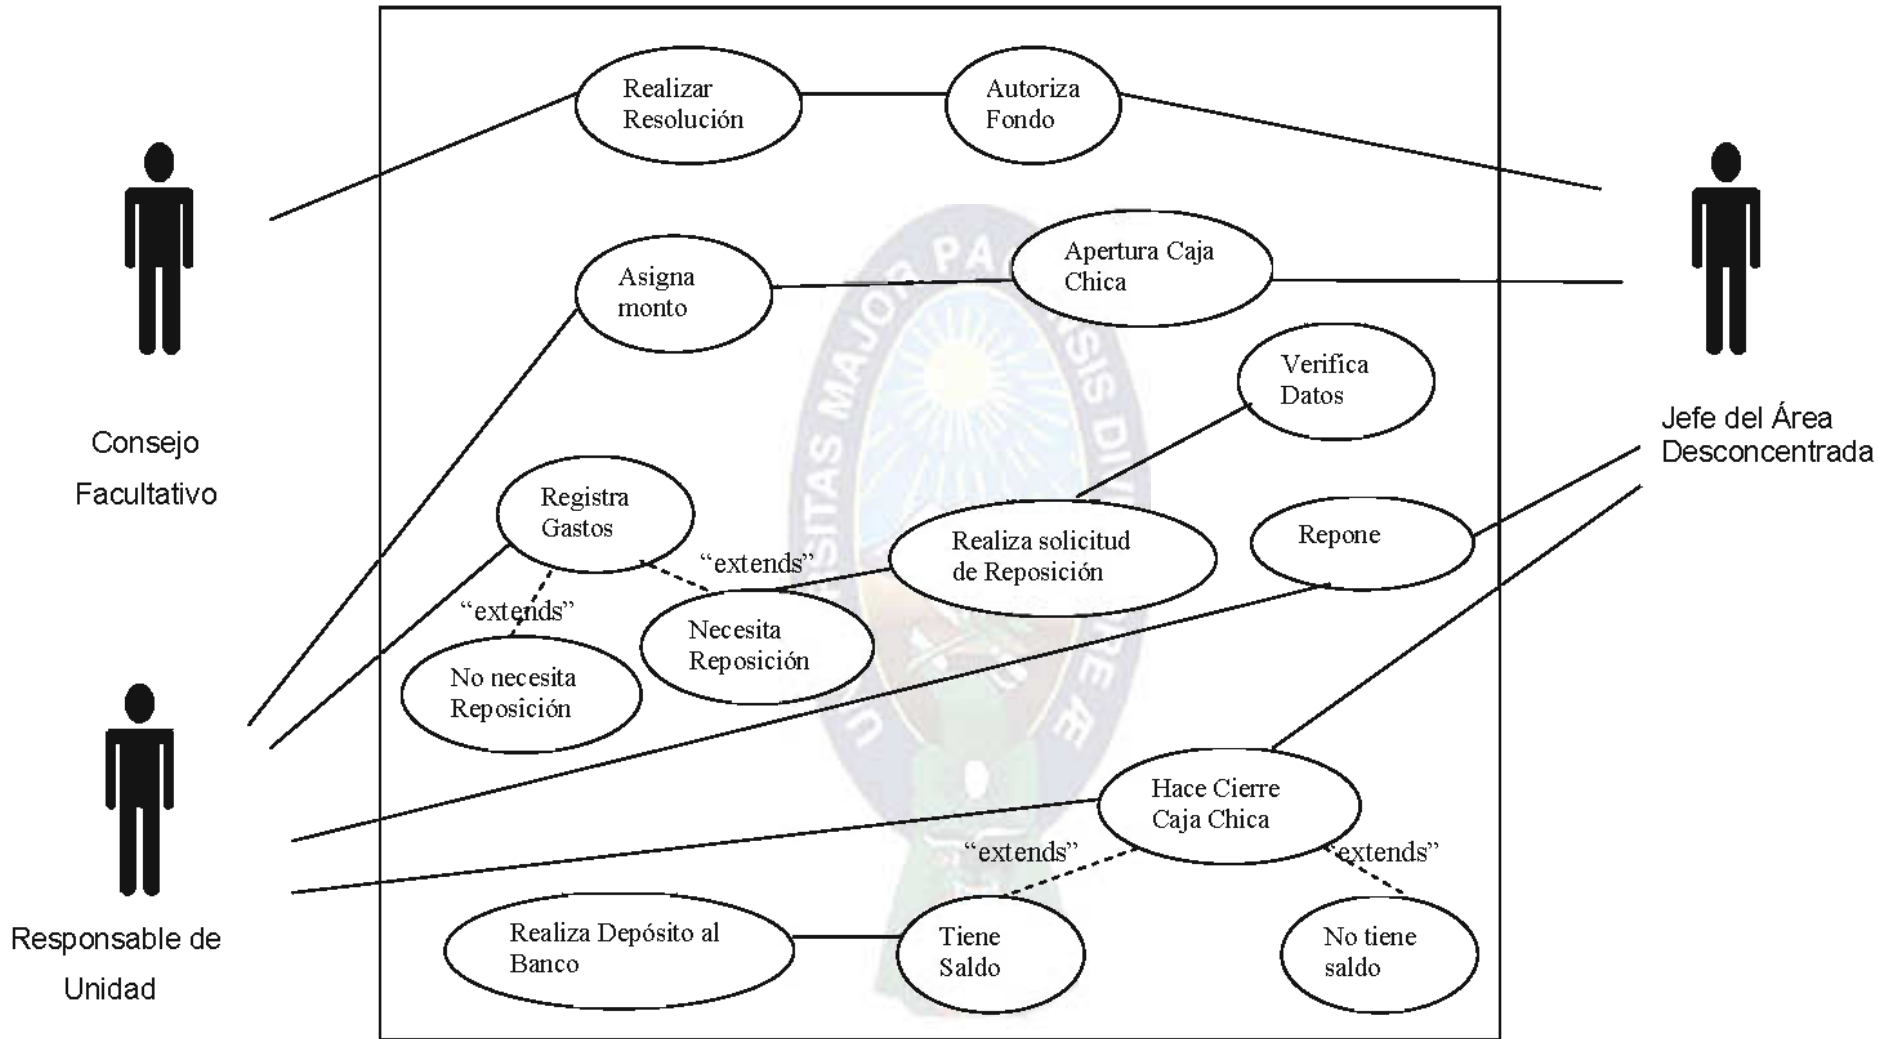 Realizar
Resolución
Autoriza
Fondo
Asigna
monto
Apertura Caja
Chica
Verifica
Datos
Consejo
Facultativo
Jefe del Área
Desconcentrada
Registra
Gastos
"extends"
"extends"
Realiza solicitud
de Reposición
Repone
No necesita
Reposición
Necesita
Reposición
Hace Cierre
Caja Chica
"extends"
"extends"
Responsable de
Unidad
Realiza Depósito al
Banco
Tiene
Saldo
No tiene
saldo